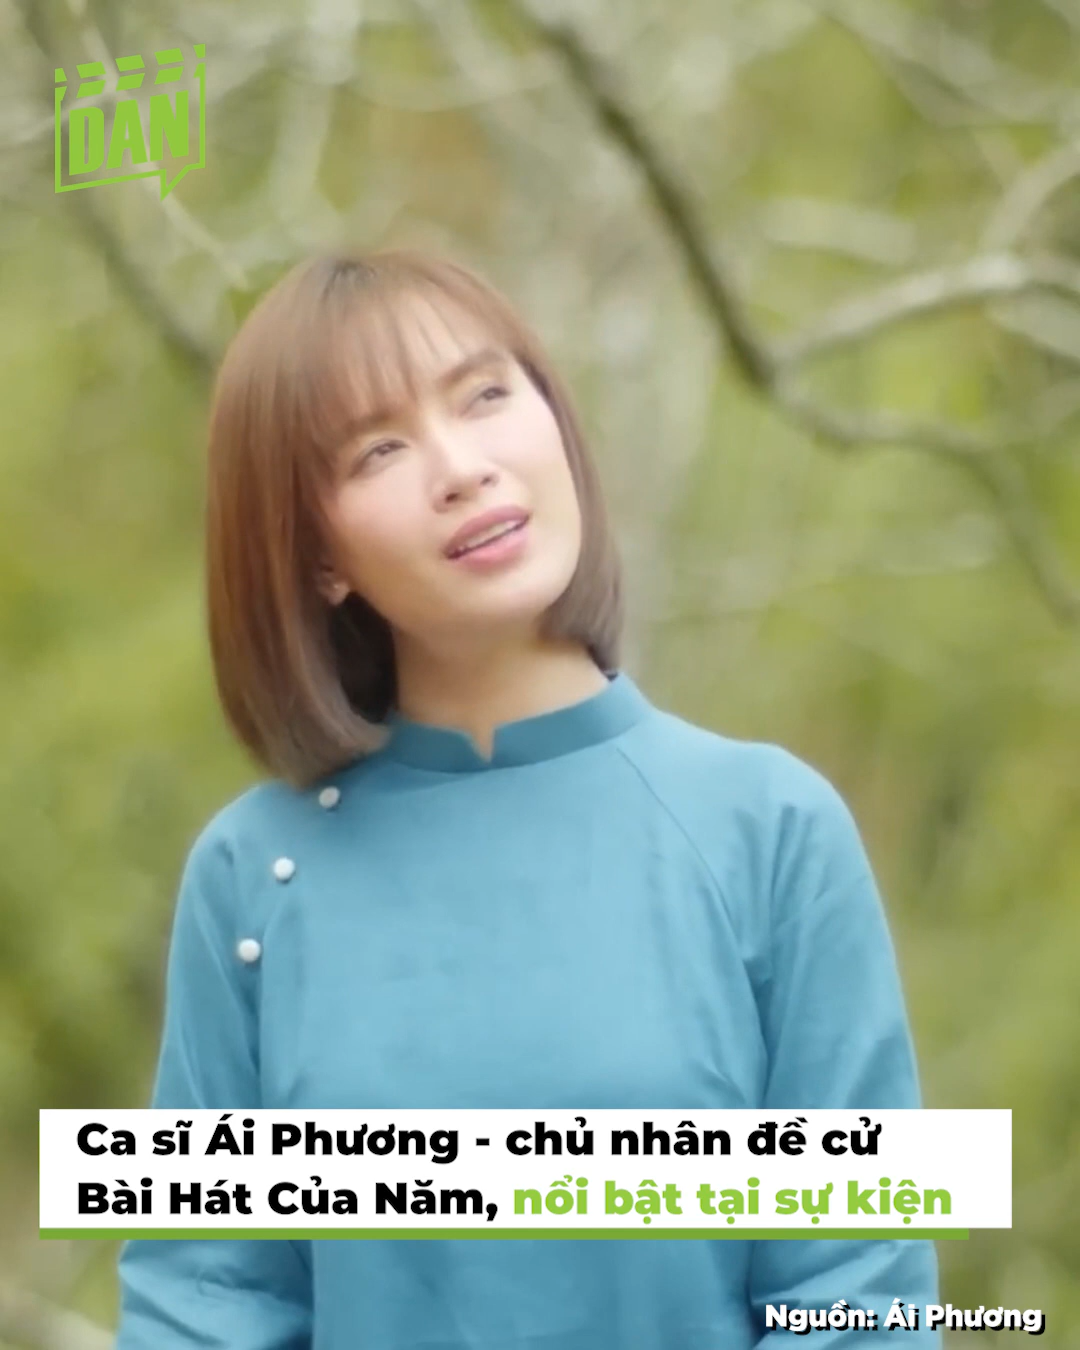 DAN
Ca sĩ Ái Phương - chủ nhân đề cử
Bài Hát Của Năm, nổi bật tại sự kiện
Nguồn: Ái Phương